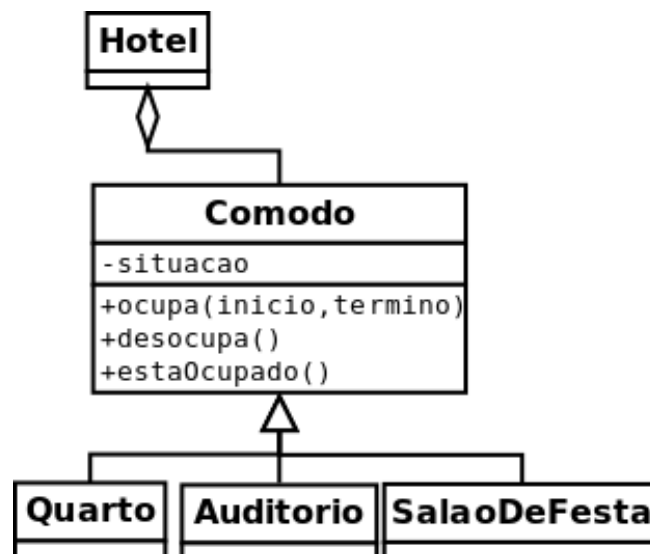 Hotel
Comodo
-situacao
+ocupa(inicio,termino)
+desocupa()
+estaOcupado()
Quarto
Auditorio
SalaoDeFesta